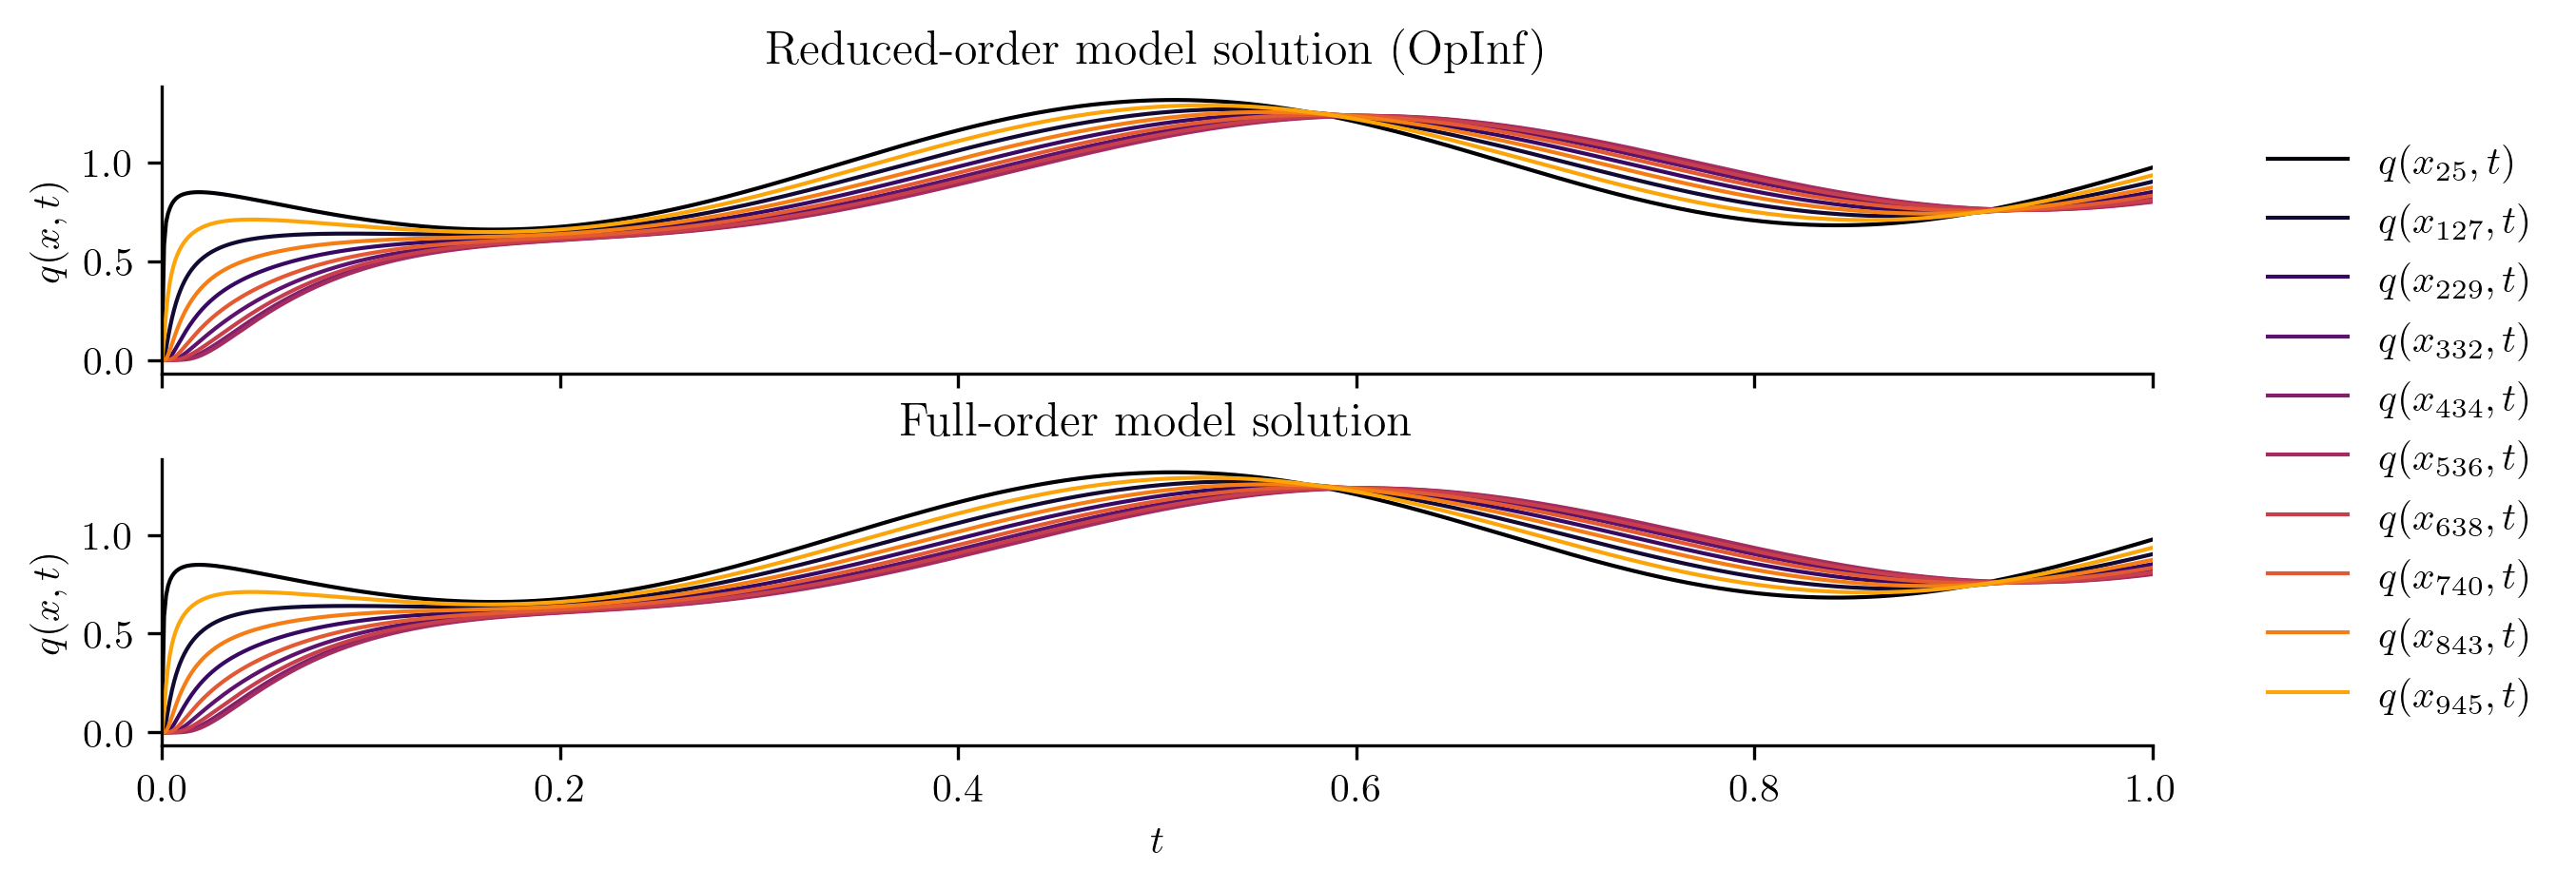 Reduced-order model solution (OpInf)
q(x, t)
1.0
0.5
0.0
Full-order model solution
q(x, t)
1.0
0.5
0.0
0.0 0.2 0.4 0.6 0.8 1.0
t
q(x₂₅, t)
q(x₁₂₇, t)
q(x₂₂₉, t)
q(x₃₃₂, t)
q(x₄₃₄, t)
q(x₅₃₆, t)
q(x₆₃₈, t)
q(x₇₄₀, t)
q(x₈₄₃, t)
q(x₉₄₅, t)